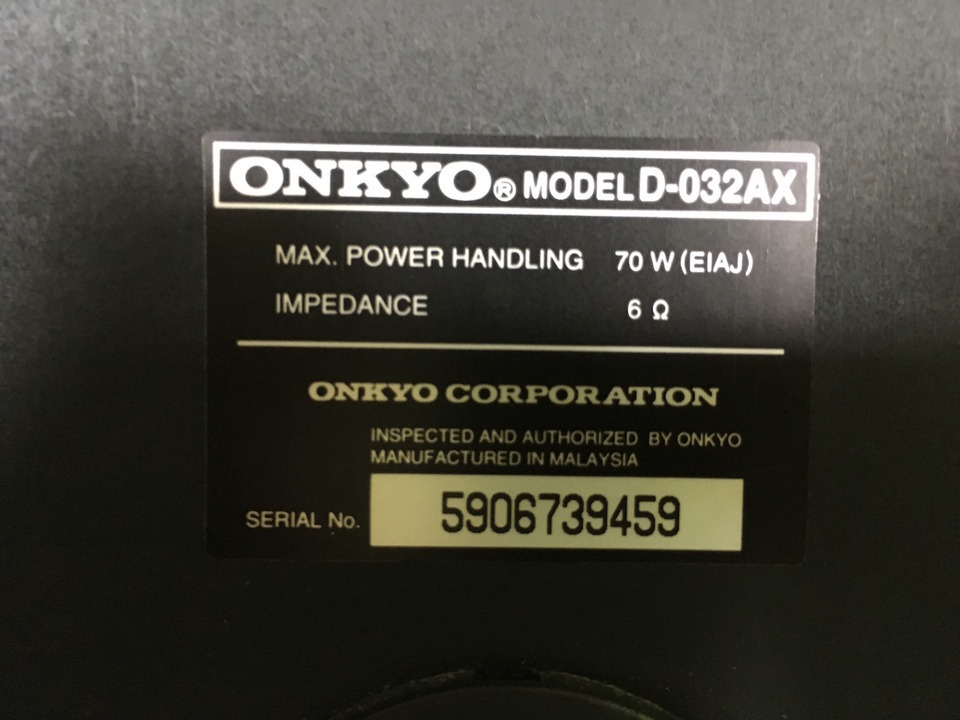 ONKYO® MODEL D-032AX
MAX. POWER HANDLING 70 W (EIAJ)
IMPEDANCE 6 Ω
ONKYO CORPORATION
INSPECTED AND AUTHORIZED BY ONKYO
MANUFACTURED IN MALAYSIA
SERIAL No. 5906739459